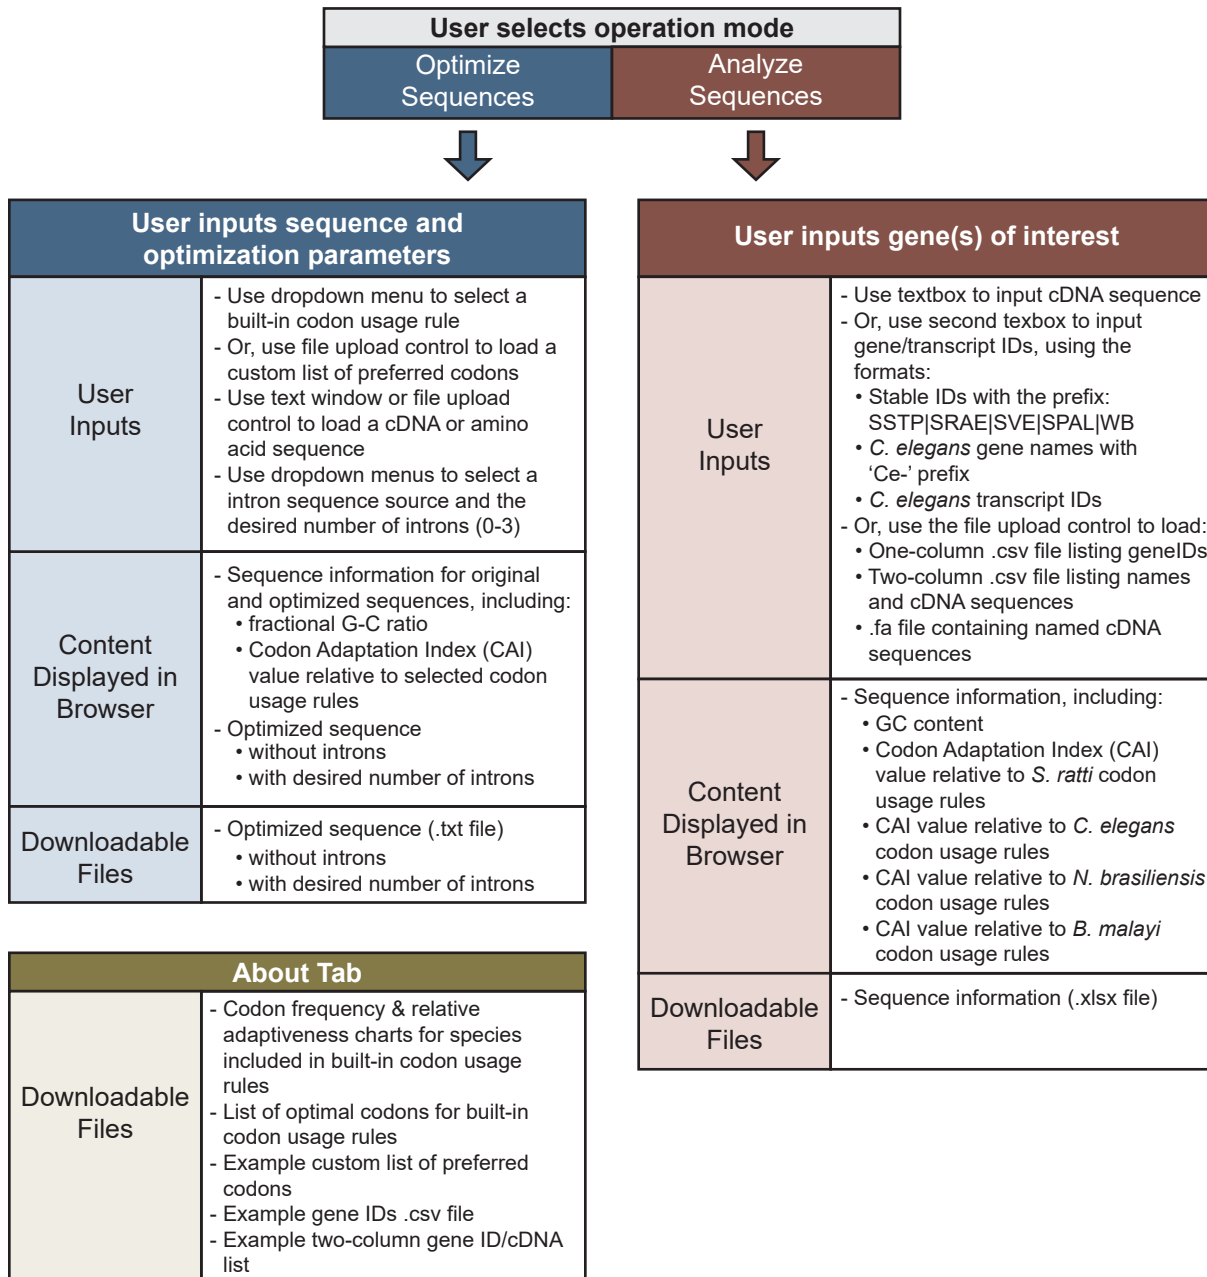 User selects operation mode
Optimize
Sequences
Analyze
Sequences
User inputs sequence and
optimization parameters
User
Inputs
- Use dropdown menu to select a
built-in codon usage rule
- Or, use file upload control to load a
custom list of preferred codons
- Use text window or file upload
control to load a cDNA or amino
acid sequence
- Use dropdown menus to select a
intron sequence source and the
desired number of introns (0-3)
Content
Displayed in
Browser
- Sequence information for original
and optimized sequences, including:
• fractional G-C ratio
• Codon Adaptation Index (CAI)
value relative to selected codon
usage rules
- Optimized sequence
• without introns
• with desired number of introns
Downloadable
Files
- Optimized sequence (.txt file)
• without introns
• with desired number of introns
About Tab
Downloadable
Files
- Codon frequency & relative
adaptiveness charts for species
included in built-in codon usage
rules
- List of optimal codons for built-in
codon usage rules
- Example custom list of preferred
codons
- Example gene IDs .csv file
- Example two-column gene ID/cDNA
list
User inputs gene(s) of interest
User
Inputs
- Use textbox to input cDNA sequence
- Or, use second texbox to input
gene/transcript IDs, using the
formats:
• Stable IDs with the prefix:
SSTP|SRAE|SVE|SPAL|WB
• C. elegans gene names with
‘Ce-’ prefix
• C. elegans transcript IDs
- Or, use the file upload control to load:
• One-column .csv file listing geneIDs
• Two-column .csv file listing names
and cDNA sequences
• .fa file containing named cDNA
sequences
Content
Displayed in
Browser
- Sequence information, including:
• GC content
• Codon Adaptation Index (CAI)
value relative to S. ratti codon
usage rules
• CAI value relative to C. elegans
codon usage rules
• CAI value relative to N. brasiliensis
codon usage rules
• CAI value relative to B. malayi
codon usage rules
Downloadable
Files
- Sequence information (.xlsx file)